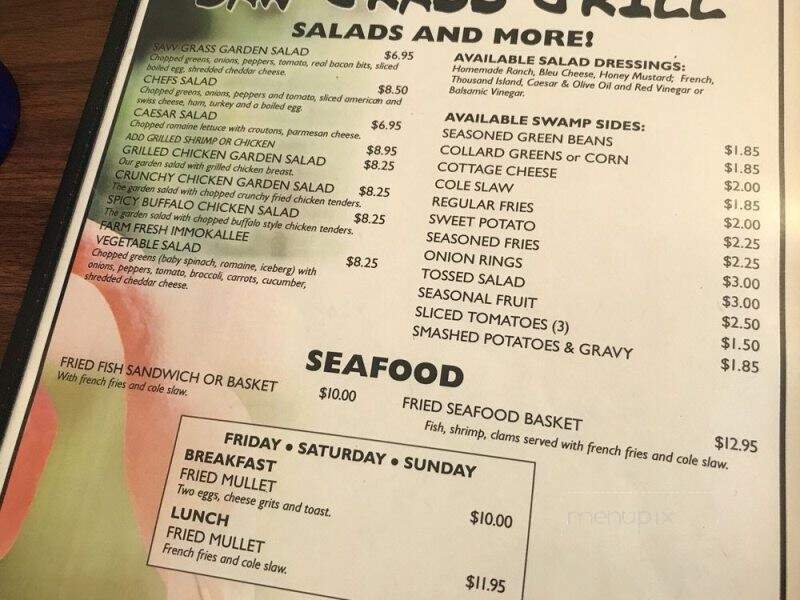 SAW GRASS GRILL
SALADS AND MORE!
SAW GRASS GARDEN SALAD $6.95
Chopped greens, onions, peppers, tomato, real bacon bits, sliced
boiled egg, shredded cheddar cheese.
CHEFS SALAD $8.50
Chopped greens, onions, peppers and tomato, sliced american and
swiss cheese, ham, turkey and a boiled egg.
CAESAR SALAD $6.95
Chopped romaine lettuce with croutons, parmesan cheese.
ADD GRILLED SHRIMP OR CHICKEN $8.95
GRILLED CHICKEN GARDEN SALAD $8.25
Our garden salad with grilled chicken breast.
CRUNCHY CHICKEN GARDEN SALAD $8.25
The garden salad with chopped crunchy fried chicken tenders.
SPICY BUFFALO CHICKEN SALAD $8.25
The garden salad with chopped buffalo style chicken tenders.
FARM FRESH IMMOKALLEE
VEGETABLE SALAD $8.25
Chopped greens (baby spinach, romaine, iceberg) with
onions, peppers, tomato, broccoli, carrots, cucumber,
shredded cheddar cheese.
AVAILABLE SALAD DRESSINGS:
Homemade Ranch, Bleu Cheese, Honey Mustard; French,
Thousand Island, Caesar & Olive Oil and Red Vinegar or
Balsamic Vinegar.
AVAILABLE SWAMP SIDES:
SEASONED GREEN BEANS $1.85
COLLARD GREENS or CORN $1.85
COTTAGE CHEESE $2.00
COLE SLAW $1.85
REGULAR FRIES $2.00
SWEET POTATO $2.25
SEASONED FRIES $2.25
ONION RINGS $3.00
TOSSED SALAD $3.00
SEASONAL FRUIT $2.50
SLICED TOMATOES (3) $1.50
SMASHED POTATOES & GRAVY $1.85
SEAFOOD
FRIED FISH SANDWICH OR BASKET $10.00
With french fries and cole slaw.
FRIED SEAFOOD BASKET $12.95
Fish, shrimp, clams served with french fries and cole slaw.
FRIDAY • SATURDAY • SUNDAY
BREAKFAST
FRIED MULLET $10.00
Two eggs, cheese grits and toast.
LUNCH
FRIED MULLET $11.95
French fries and cole slaw.
menupix